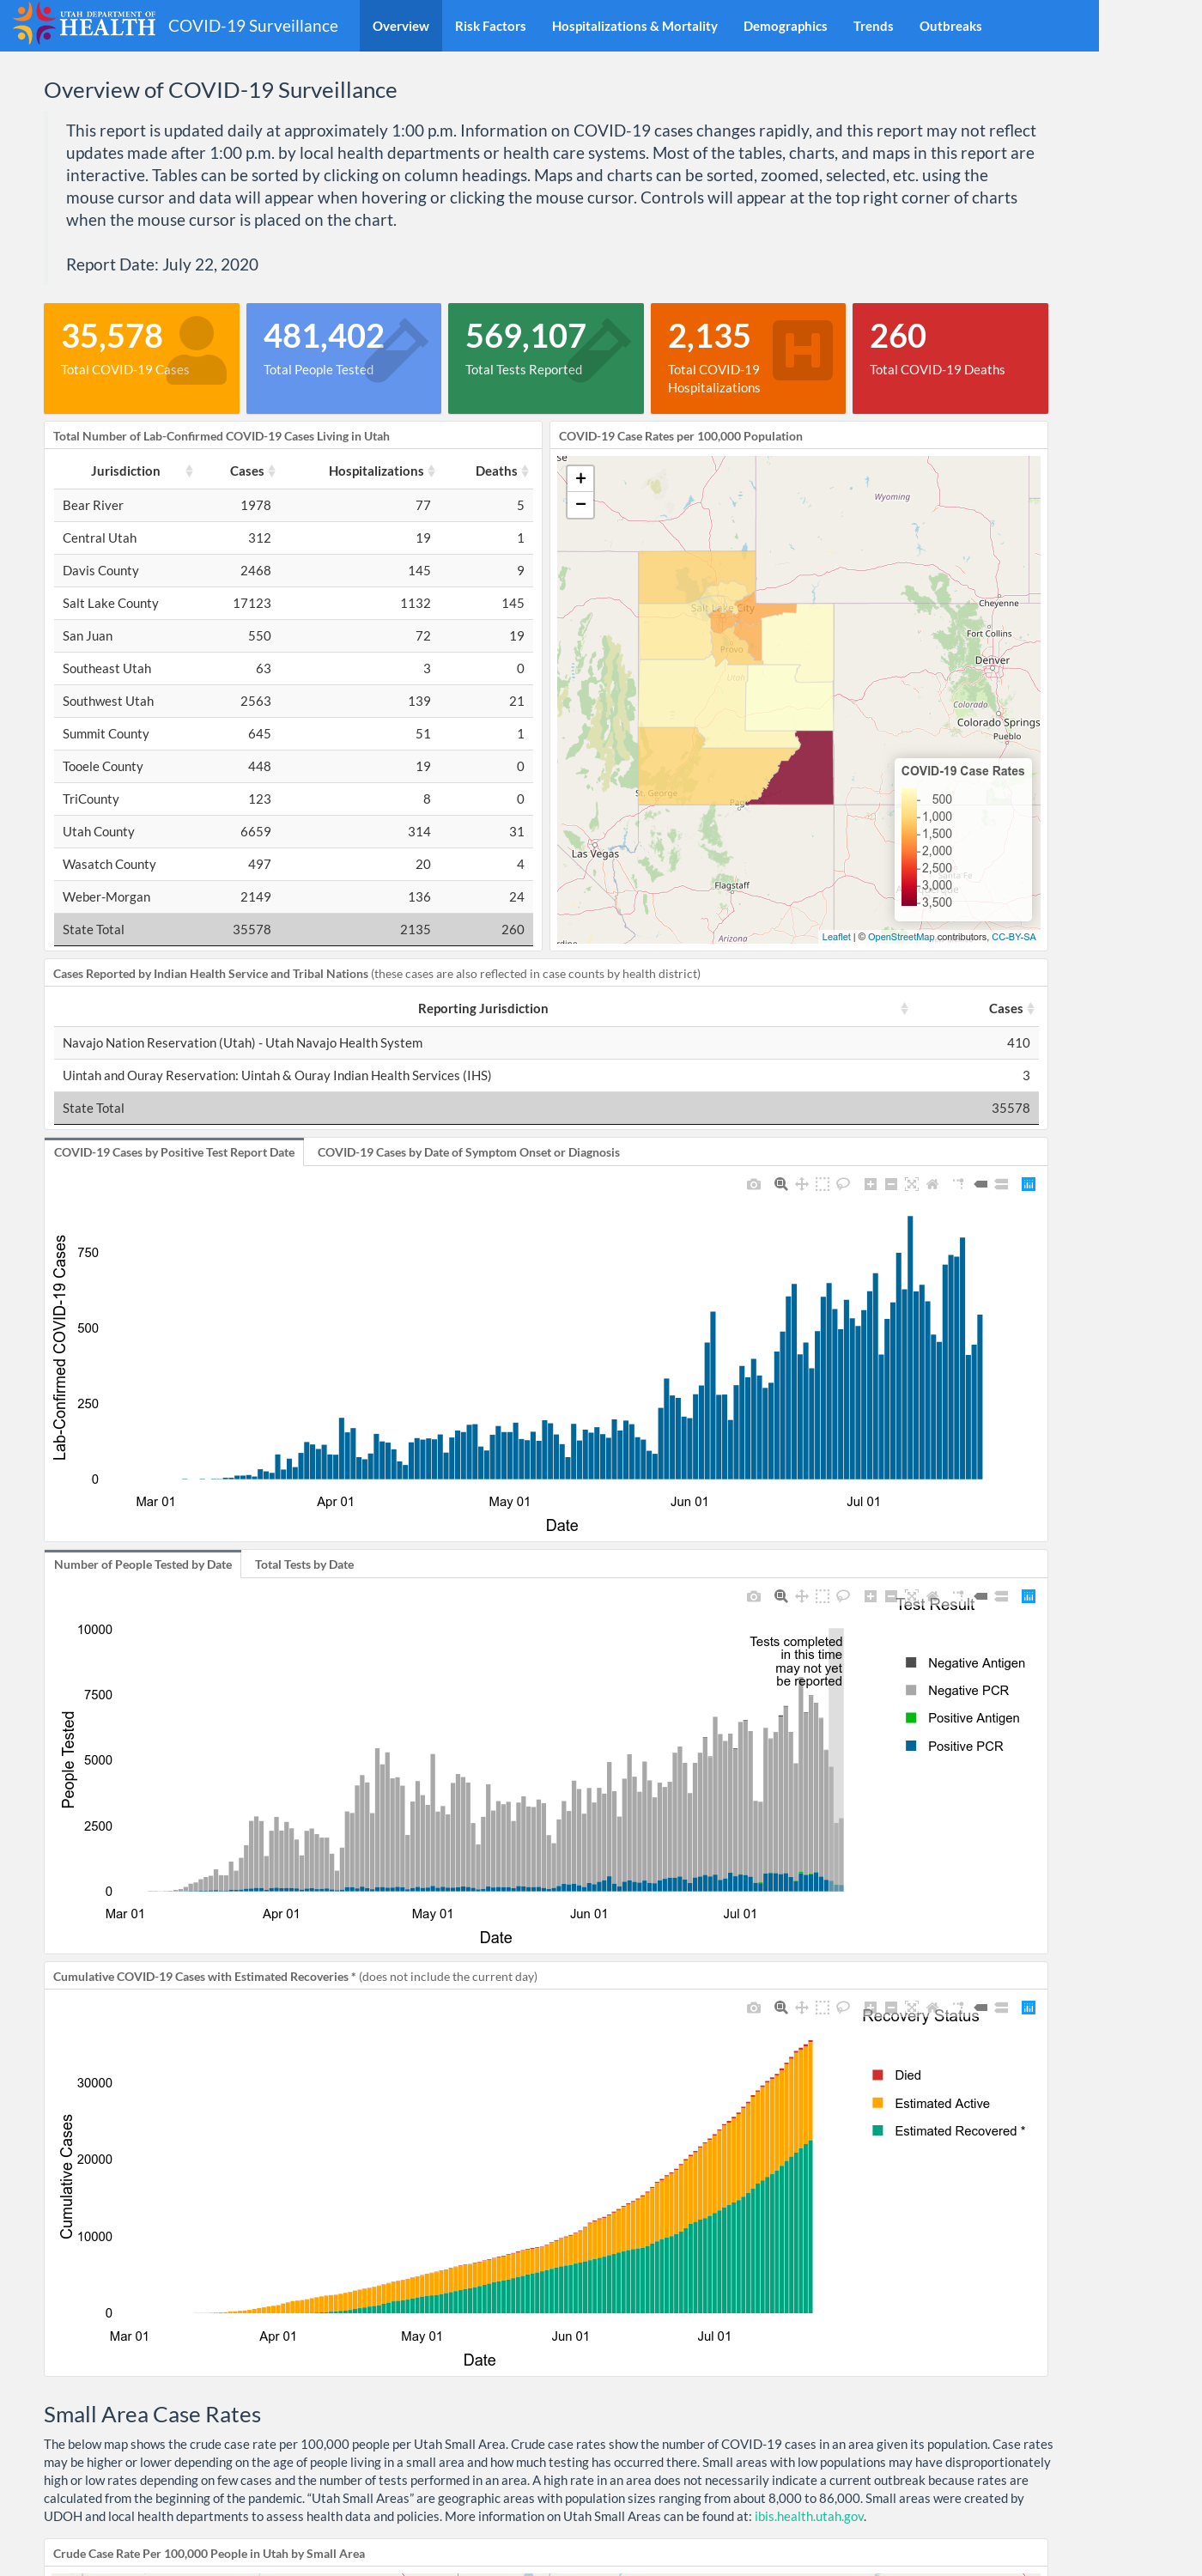 UTAH DEPARTMENT OF
HEALTH COVID-19 Surveillance Overview Risk Factors Hospitalizations & Mortality Demographics Trends Outbreaks
Overview of COVID-19 Surveillance
This report is updated daily at approximately 1:00 p.m. Information on COVID-19 cases changes rapidly, and this report may not reflect
updates made after 1:00 p.m. by local health departments or health care systems. Most of the tables, charts, and maps in this report are
interactive. Tables can be sorted by clicking on column headings. Maps and charts can be sorted, zoomed, selected, etc. using the
mouse cursor and data will appear when hovering or clicking the mouse cursor. Controls will appear at the top right corner of charts
when the mouse cursor is placed on the chart.
Report Date: July 22, 2020
35,578
Total COVID-19 Cases
481,402
Total People Tested
569,107
Total Tests Reported
2,135
Total COVID-19
Hospitalizations
H
260
Total COVID-19 Deaths
Total Number of Lab-Confirmed COVID-19 Cases Living in Utah
Jurisdiction Cases Hospitalizations Deaths
Bear River 1978 77 5
Central Utah 312 19 1
Davis County 2468 145 9
Salt Lake County 17123 1132 145
San Juan 550 72 19
Southeast Utah 63 3 0
Southwest Utah 2563 139 21
Summit County 645 51 1
Tooele County 448 19 0
TriCounty 123 8 0
Utah County 6659 314 31
Wasatch County 497 20 4
Weber-Morgan 2149 136 24
State Total 35578 2135 260
COVID-19 Case Rates per 100,000 Population
se
+
−
Wyoming
Salt Lake City
Cheyenne
Fort Collins
Provo
Denver
Utah
Colorado
Colorado Springs
Pueblo
St. George
Las Vegas
Flagstaff
Arizona
COVID-19 Case Rates
500
1,000
1,500
2,000
2,500
3,000
3,500
Leaflet | © OpenStreetMap contributors, CC-BY-SA
Cases Reported by Indian Health Service and Tribal Nations (these cases are also reflected in case counts by health district)
Reporting Jurisdiction Cases
Navajo Nation Reservation (Utah) - Utah Navajo Health System 410
Uintah and Ouray Reservation: Uintah & Ouray Indian Health Services (IHS) 3
State Total 35578
COVID-19 Cases by Positive Test Report Date COVID-19 Cases by Date of Symptom Onset or Diagnosis
Lab-Confirmed COVID-19 Cases
750
500
250
0
Mar 01 Apr 01 May 01 Jun 01 Jul 01
Date
Number of People Tested by Date Total Tests by Date
People Tested
10000
7500
5000
2500
0
Tests completed
in this time
may not yet
be reported
Test Result
Negative Antigen
Negative PCR
Positive Antigen
Positive PCR
Mar 01 Apr 01 May 01 Jun 01 Jul 01
Date
Cumulative COVID-19 Cases with Estimated Recoveries * (does not include the current day)
Cumulative Cases
30000
20000
10000
0
Recovery Status
Died
Estimated Active
Estimated Recovered *
Mar 01 Apr 01 May 01 Jun 01 Jul 01
Date
Small Area Case Rates
The below map shows the crude case rate per 100,000 people per Utah Small Area. Crude case rates show the number of COVID-19 cases in an area given its population. Case rates
may be higher or lower depending on the age of people living in a small area and how much testing has occurred there. Small areas with low populations may have disproportionately
high or low rates depending on few cases and the number of tests performed in an area. A high rate in an area does not necessarily indicate a current outbreak because rates are
calculated from the beginning of the pandemic. “Utah Small Areas” are geographic areas with population sizes ranging from about 8,000 to 86,000. Small areas were created by
UDOH and local health departments to assess health data and policies. More information on Utah Small Areas can be found at: ibis.health.utah.gov.
Crude Case Rate Per 100,000 People in Utah by Small Area